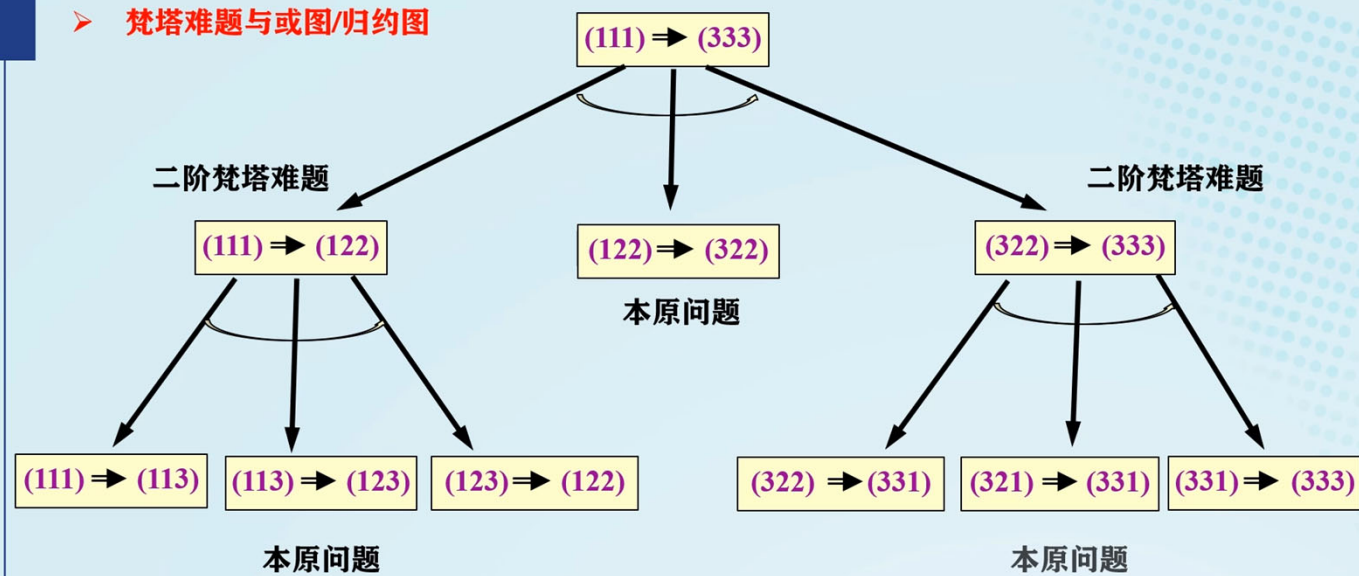 ➢ 梵塔难题与或图/归约图
(111) ⇒ (333)
二阶梵塔难题
二阶梵塔难题
(111) ⇒ (122)
(122) ⇒ (322)
(322) ⇒ (333)
本原问题
(111) ⇒ (113)
(113) ⇒ (123)
(123) ⇒ (122)
(322) ⇒ (331)
(321) ⇒ (331)
(331) ⇒ (333)
本原问题
本原问题